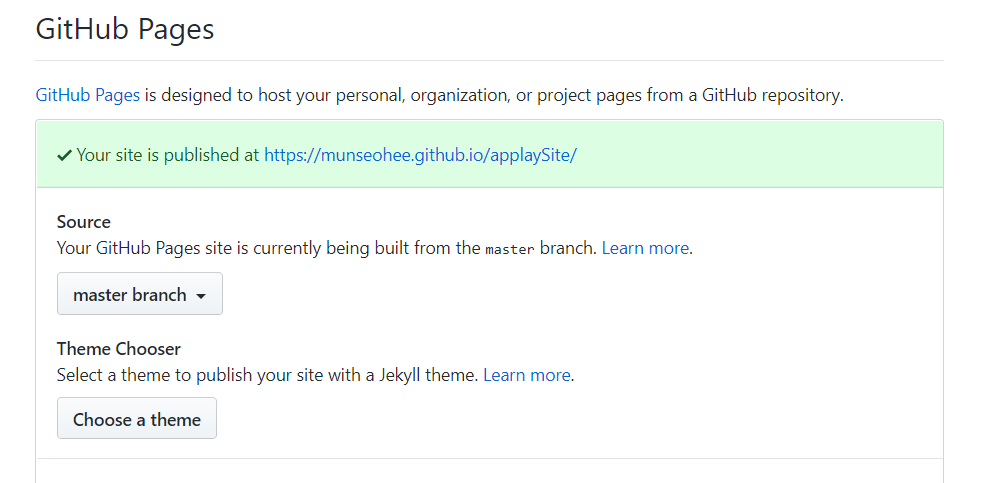 GitHub Pages
GitHub Pages is designed to host your personal, organization, or project pages from a GitHub repository.
Your site is published at https://munseohee.github.io/applaySite/
Source
Your GitHub Pages site is currently being built from the master branch. Learn more.
master branch
Theme Chooser
Select a theme to publish your site with a Jekyll theme. Learn more.
Choose a theme